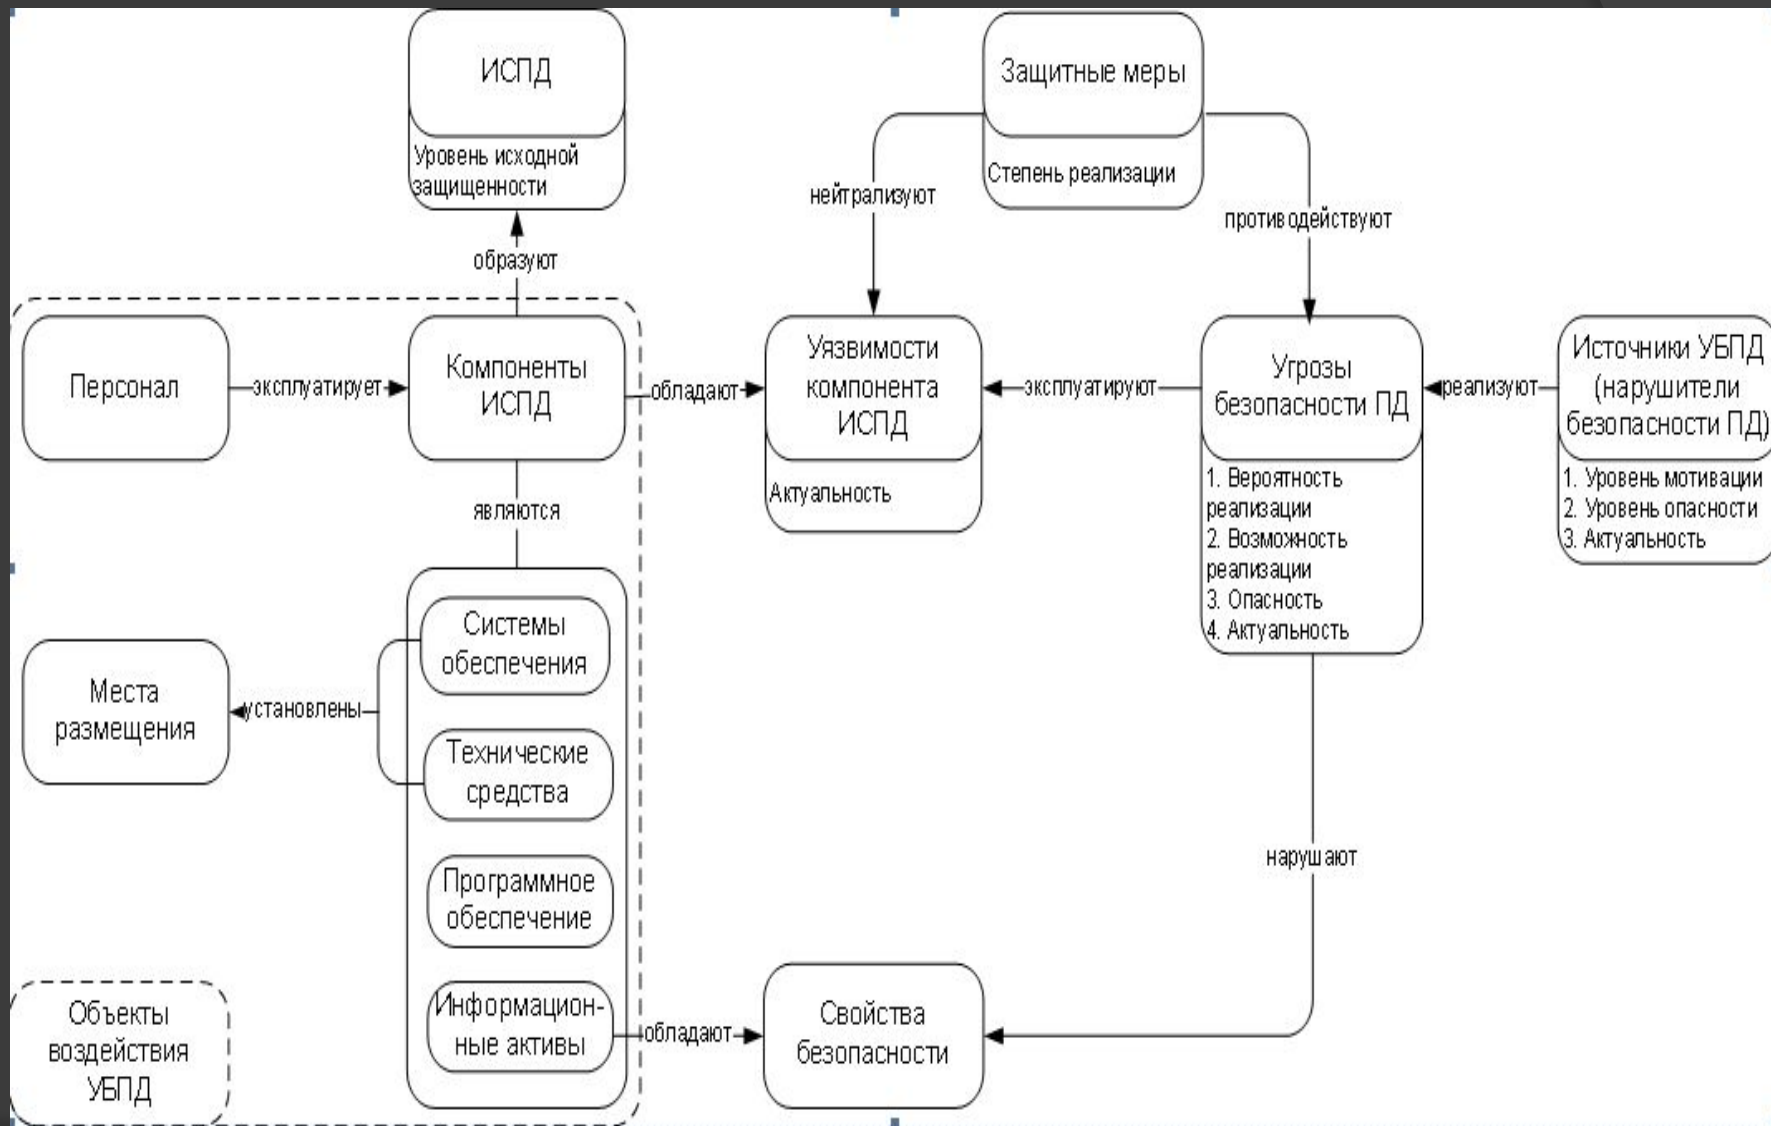 ИСПД
Уровень исходной
защищенности
Защитные меры
Степень реализации
нейтрализуют
противодействуют
образуют
Персонал
эксплуатирует
Компоненты
ИСПД
обладают
Уязвимости
компонента
ИСПД
Актуальность
эксплуатируют
Угрозы
безопасности ПД
1. Вероятность
реализации
2. Возможность
реализации
3. Опасность
4. Актуальность
реализуют
Источники УБПД
(нарушители
безопасности ПД)
1. Уровень мотивации
2. Уровень опасности
3. Актуальность
являются
Системы
обеспечения
Технические
средства
Программное
обеспечение
Информацион-
ные активы
установлены
Места
размещения
нарушают
обладают
Свойства
безопасности
Объекты
воздействия
УБПД